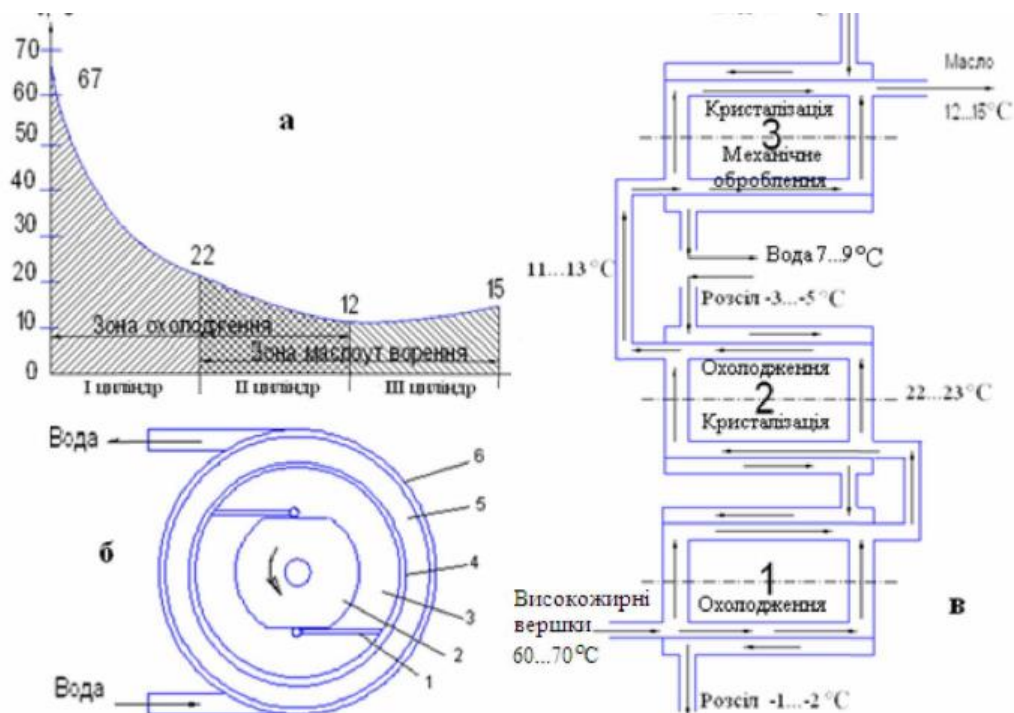 70
67
60
50
40
30
20
10
0
а
22
12
15
Зона охолодження
Зона маслоутворення
I циліндр
II циліндр
III циліндр
Вода
Вода
б
6
5
4
3
2
1
Масло
12...15°С
Кристалізація
3
Механічне
оброблення
11...13 °С
Вода 7...9°С
Розсіл -3...-5 °С
Охолодження
2
Кристалізація
22...23°С
1
Охолодження
Високожирні
вершки
60...70°С
в
Розсіл -1...-2 °С